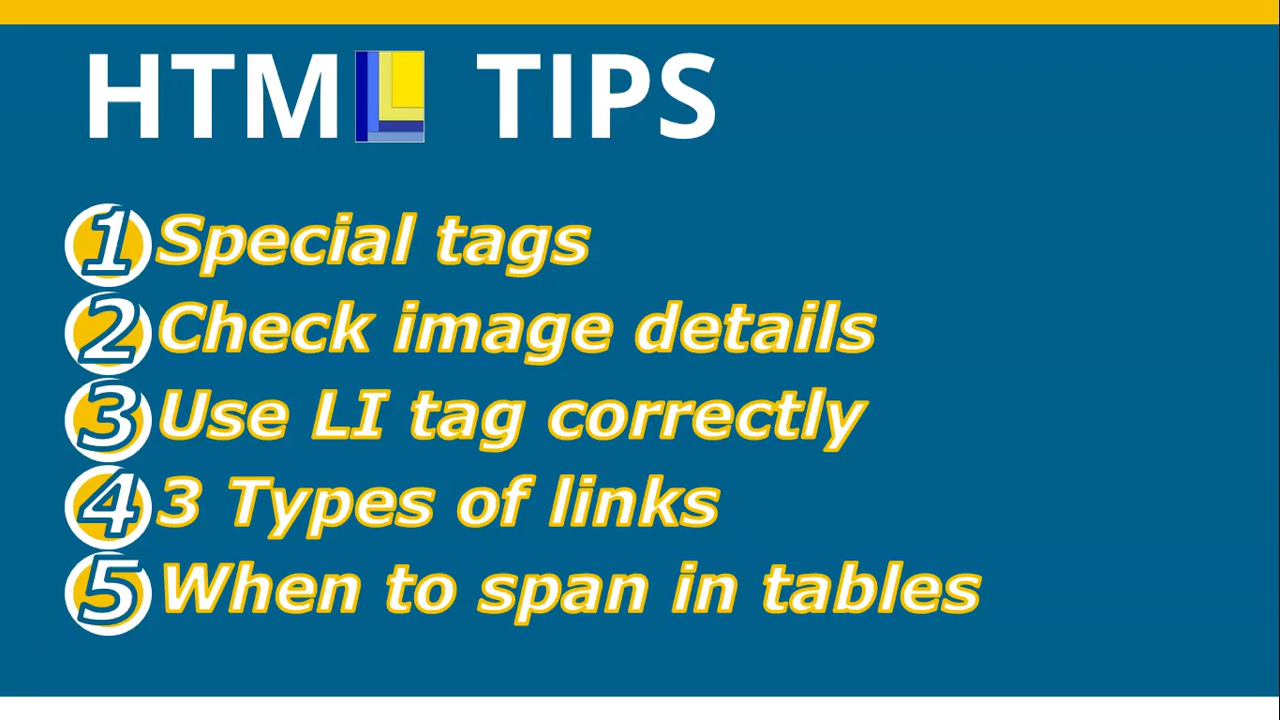 HTML TIPS
1 Special tags
2 Check image details
3 Use LI tag correctly
4 3 Types of links
5 When to span in tables